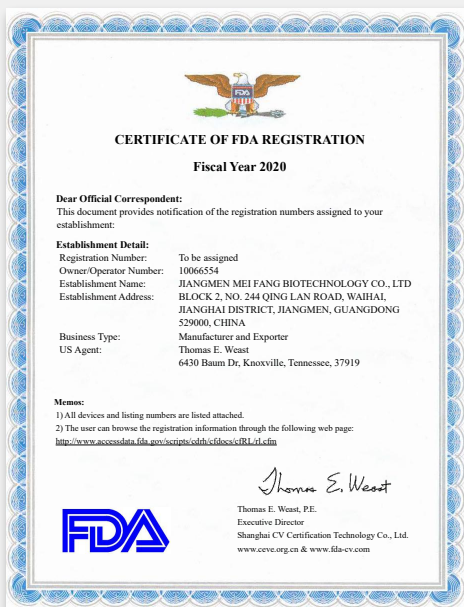 FDA
CERTIFICATE OF FDA REGISTRATION
Fiscal Year 2020
Dear Official Correspondent:
This document provides notification of the registration numbers assigned to your
establishment:
Establishment Detail:
Registration Number: To be assigned
Owner/Operator Number: 10066554
Establishment Name: JIANGMEN MEI FANG BIOTECHNOLOGY CO., LTD
Establishment Address: BLOCK 2, NO. 244 QING LAN ROAD, WAIHAI,
JIANGHAI DISTRICT, JIANGMEN, GUANGDONG
529000, CHINA
Business Type: Manufacturer and Exporter
US Agent: Thomas E. Weast
6430 Baum Dr, Knoxville, Tennessee, 37919
Memos:
1) All devices and listing numbers are listed attached.
2) The user can browse the registration information through the following web page:
http://www.accessdata.fda.gov/scripts/cdrh/cfdocs/cfRL/rl.cfm
Thomas E. Weast
Thomas E. Weast, P.E.
Executive Director
Shanghai CV Certification Technology Co., Ltd.
www.ceve.org.cn & www.fda-cv.com
FDA